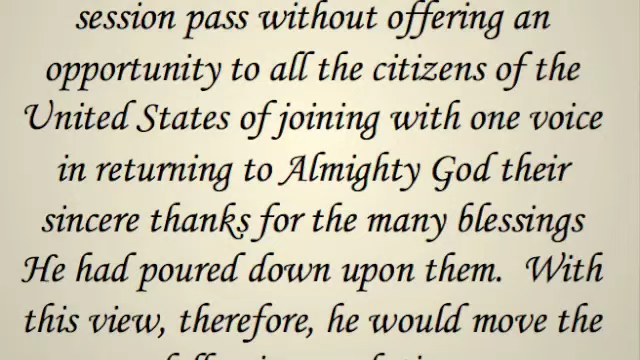 session pass without offering an
opportunity to all the citizens of the
United States of joining with one voice
in returning to Almighty God their
sincere thanks for the many blessings
He had poured down upon them.  With
this view, therefore, he would move the